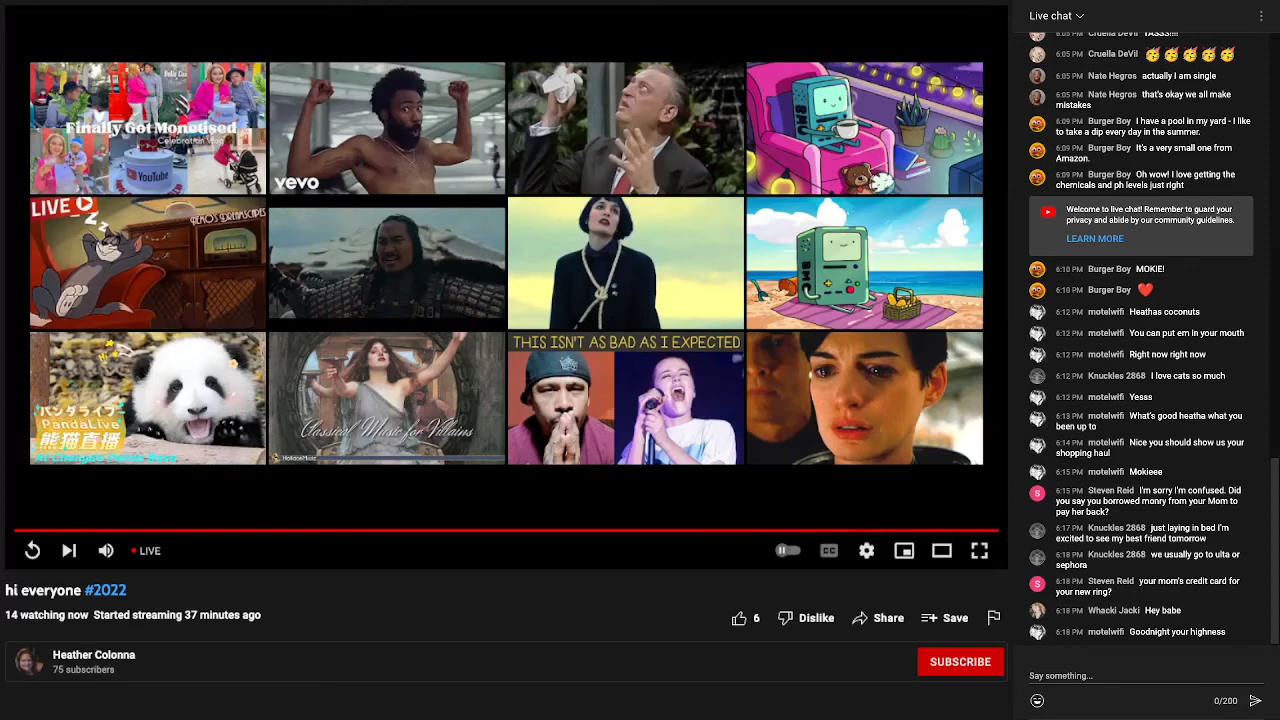 Finally Got Monetised
Celebration Vlog
YouTube
vevo
LIVE
NEMO'S DREAMSCAPES
BMO
BMO
パンダライブ
PandaLive
熊猫直播
Classical Music for Villains
HalidonMusic
THIS ISN'T AS BAD AS I EXPECTED
LIVE
CC
hi everyone #2022
14 watching now Started streaming 37 minutes ago
6
Dislike
Share
Save
Heather Colonna
75 subscribers
SUBSCRIBE
Live chat
6:05 PM Cruella DeVil YASSS!!!!
6:05 PM Cruella DeVil 🥳 🥳 🥳 🥳 🥳
6:05 PM Nate Hegros actually I am single
6:05 PM Nate Hegros that's okay we all make
mistakes
6:09 PM Burger Boy I have a pool in my yard - I like
to take a dip every day in the summer.
6:09 PM Burger Boy It's a very small one from
Amazon.
6:09 PM Burger Boy Oh wow! I love getting the
chemicals and ph levels just right
Welcome to live chat! Remember to guard your
privacy and abide by our community guidelines.
LEARN MORE
6:10 PM Burger Boy MOKIE!
6:10 PM Burger Boy ❤️
6:12 PM motelwifi Heathas coconuts
6:12 PM motelwifi You can put em in your mouth
6:12 PM motelwifi Right now right now
6:12 PM Knuckles 2868 I love cats so much
6:12 PM motelwifi Yesss
6:13 PM motelwifi What's good heatha what you
been up to
6:14 PM motelwifi Nice you should show us your
shopping haul
6:15 PM motelwifi Mokieee
6:15 PM Steven Reid I'm sorry I'm confused. Did
you say you borrowed monry from your Mom to
pay her back?
6:17 PM Knuckles 2868 just laying in bed I'm
excited to see my best friend tomorrow
6:18 PM Knuckles 2868 we usually go to ulta or
sephora
6:18 PM Steven Reid your mom's credit card for
your new ring?
6:18 PM Whacki Jacki Hey babe
6:18 PM motelwifi Goodnight your highness
Say something...
0/200